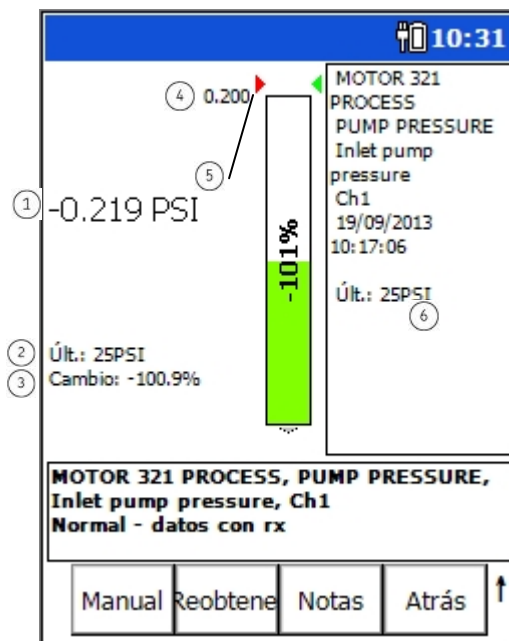 10:31
4 0.200
5
1 -0.219 PSI
-101%
2 Últ.: 25PSI
3 Cambio: -100.9%
MOTOR 321
PROCESS
PUMP PRESSURE
Inlet pump
pressure
Ch1
19/09/2013
10:17:06
Últ.: 25PSI
6
MOTOR 321 PROCESS, PUMP PRESSURE,
Inlet pump pressure, Ch1
Normal - datos con rx
Manual Reobtene Notas Atrás